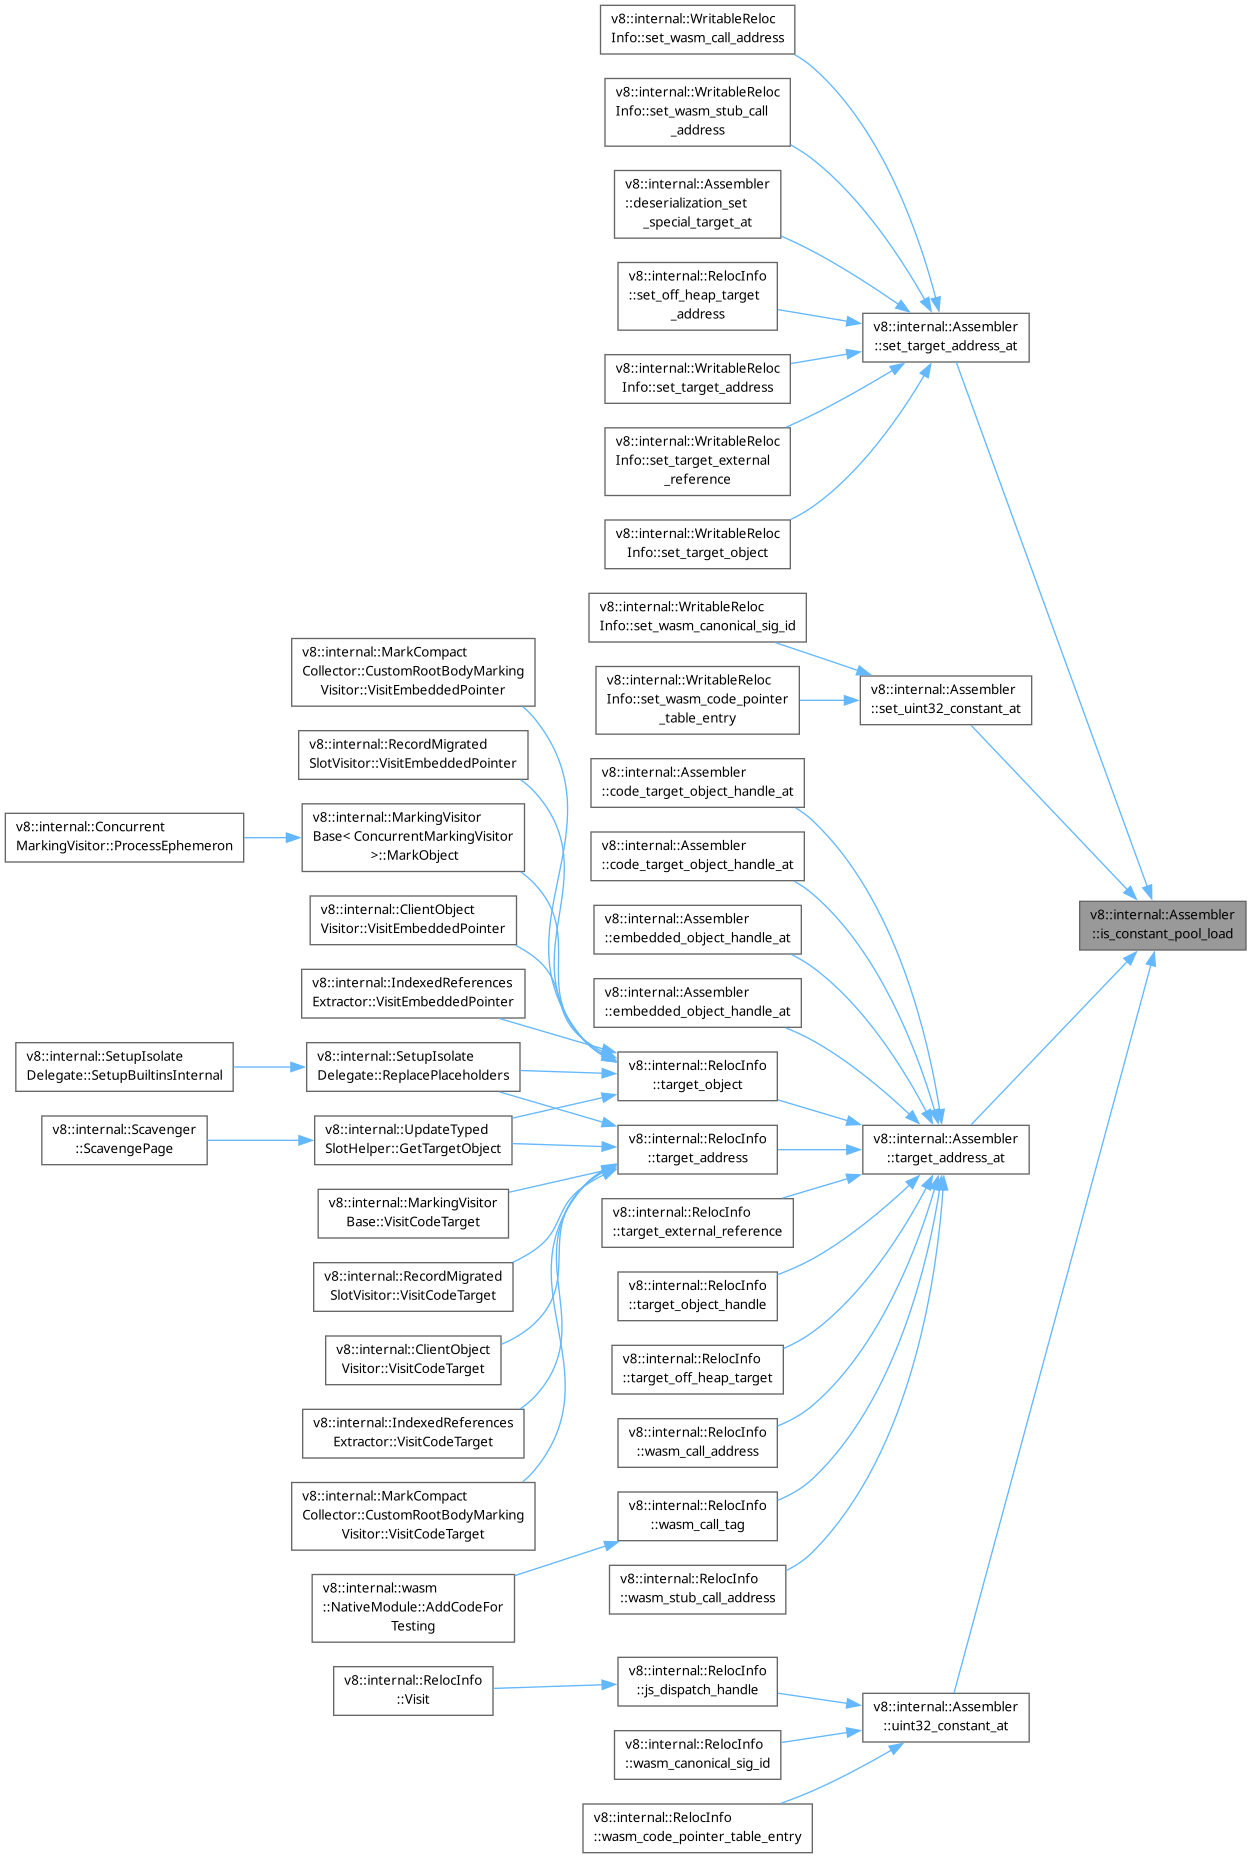 v8::internal::WritableReloc
Info::set_wasm_call_address
v8::internal::WritableReloc
Info::set_wasm_stub_call
_address
v8::internal::Assembler
::deserialization_set
_special_target_at
v8::internal::RelocInfo
::set_off_heap_target
_address
v8::internal::Assembler
::set_target_address_at
v8::internal::WritableReloc
Info::set_target_address
v8::internal::WritableReloc
Info::set_target_external
_reference
v8::internal::WritableReloc
Info::set_target_object
v8::internal::WritableReloc
Info::set_wasm_canonical_sig_id
v8::internal::MarkCompact
Collector::CustomRootBodyMarking
Visitor::VisitEmbeddedPointer
v8::internal::WritableReloc
Info::set_wasm_code_pointer
_table_entry
v8::internal::Assembler
::set_uint32_constant_at
v8::internal::RecordMigrated
SlotVisitor::VisitEmbeddedPointer
v8::internal::Assembler
::code_target_object_handle_at
v8::internal::Concurrent
MarkingVisitor::ProcessEphemeron
v8::internal::MarkingVisitor
Base< ConcurrentMarkingVisitor
>::MarkObject
v8::internal::Assembler
::code_target_object_handle_at
v8::internal::ClientObject
Visitor::VisitEmbeddedPointer
v8::internal::Assembler
::embedded_object_handle_at
v8::internal::Assembler
::is_constant_pool_load
v8::internal::IndexedReferences
Extractor::VisitEmbeddedPointer
v8::internal::Assembler
::embedded_object_handle_at
v8::internal::SetupIsolate
Delegate::SetupBuiltinsInternal
v8::internal::SetupIsolate
Delegate::ReplacePlaceholders
v8::internal::RelocInfo
::target_object
v8::internal::Scavenger
::ScavengePage
v8::internal::UpdateTyped
SlotHelper::GetTargetObject
v8::internal::RelocInfo
::target_address
v8::internal::Assembler
::target_address_at
v8::internal::MarkingVisitor
Base::VisitCodeTarget
v8::internal::RelocInfo
::target_external_reference
v8::internal::RecordMigrated
SlotVisitor::VisitCodeTarget
v8::internal::RelocInfo
::target_object_handle
v8::internal::ClientObject
Visitor::VisitCodeTarget
v8::internal::RelocInfo
::target_off_heap_target
v8::internal::IndexedReferences
Extractor::VisitCodeTarget
v8::internal::RelocInfo
::wasm_call_address
v8::internal::MarkCompact
Collector::CustomRootBodyMarking
Visitor::VisitCodeTarget
v8::internal::RelocInfo
::wasm_call_tag
v8::internal::wasm
::NativeModule::AddCodeFor
Testing
v8::internal::RelocInfo
::wasm_stub_call_address
v8::internal::RelocInfo
::Visit
v8::internal::RelocInfo
::js_dispatch_handle
v8::internal::Assembler
::uint32_constant_at
v8::internal::RelocInfo
::wasm_canonical_sig_id
v8::internal::RelocInfo
::wasm_code_pointer_table_entry